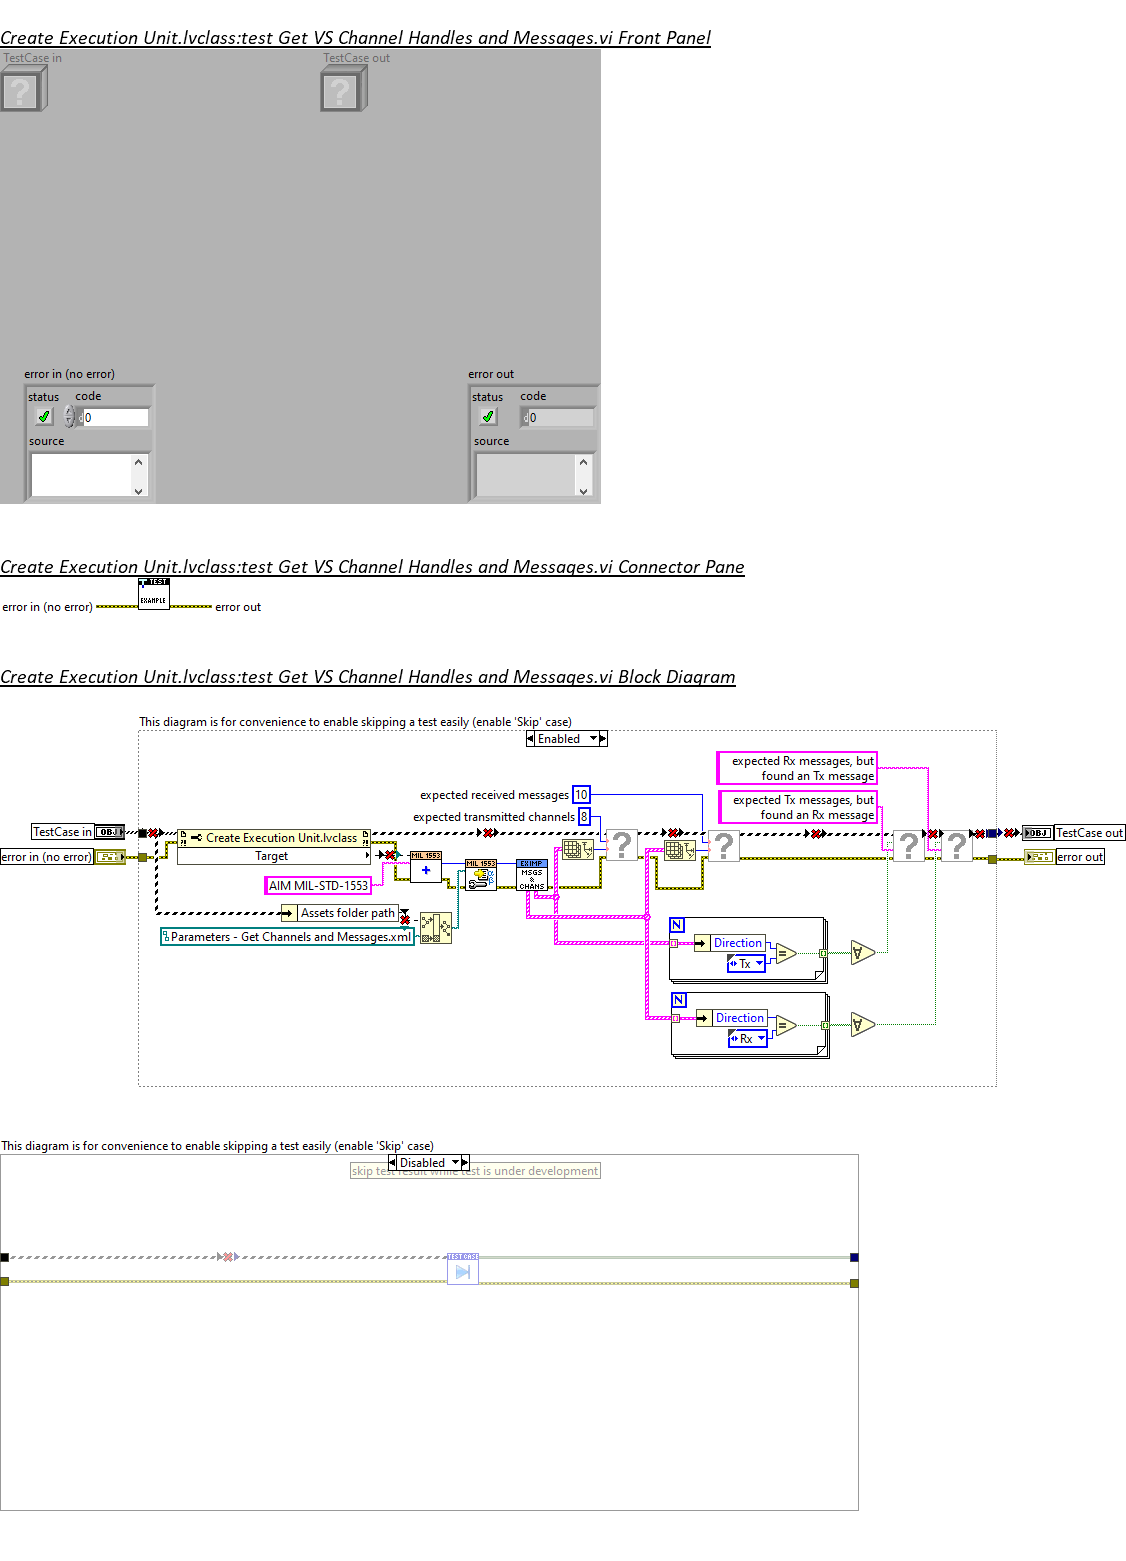 Create Execution Unit.lvclass:test Get VS Channel Handles and Messages.vi Front Panel
TestCase in
TestCase out
error in (no error)
error out
status
code
status
code
0
0
source
source
Create Execution Unit.lvclass:test Get VS Channel Handles and Messages.vi Connector Pane
TEST
EXAMPLE
error in (no error)
error out
Create Execution Unit.lvclass:test Get VS Channel Handles and Messages.vi Block Diagram
This diagram is for convenience to enable skipping a test easily (enable 'Skip' case)
Enabled
expected Rx messages, but
found an Tx message
expected received messages
10
expected Tx messages, but
found an Rx message
expected transmitted channels
8
TestCase in
OBJ
Create Execution Unit.lvclass
OBJ
TestCase out
error in (no error)
Target
MIL 1553
MIL 1553
EX IMP
MSGS
&
CHANS
error out
AIM MIL-STD-1553
Assets folder path
Parameters - Get Channels and Messages.xml
N
Direction
Tx
N
Direction
Rx
This diagram is for convenience to enable skipping a test easily (enable 'Skip' case)
Disabled
skip test result while test is under development
TEST CASE